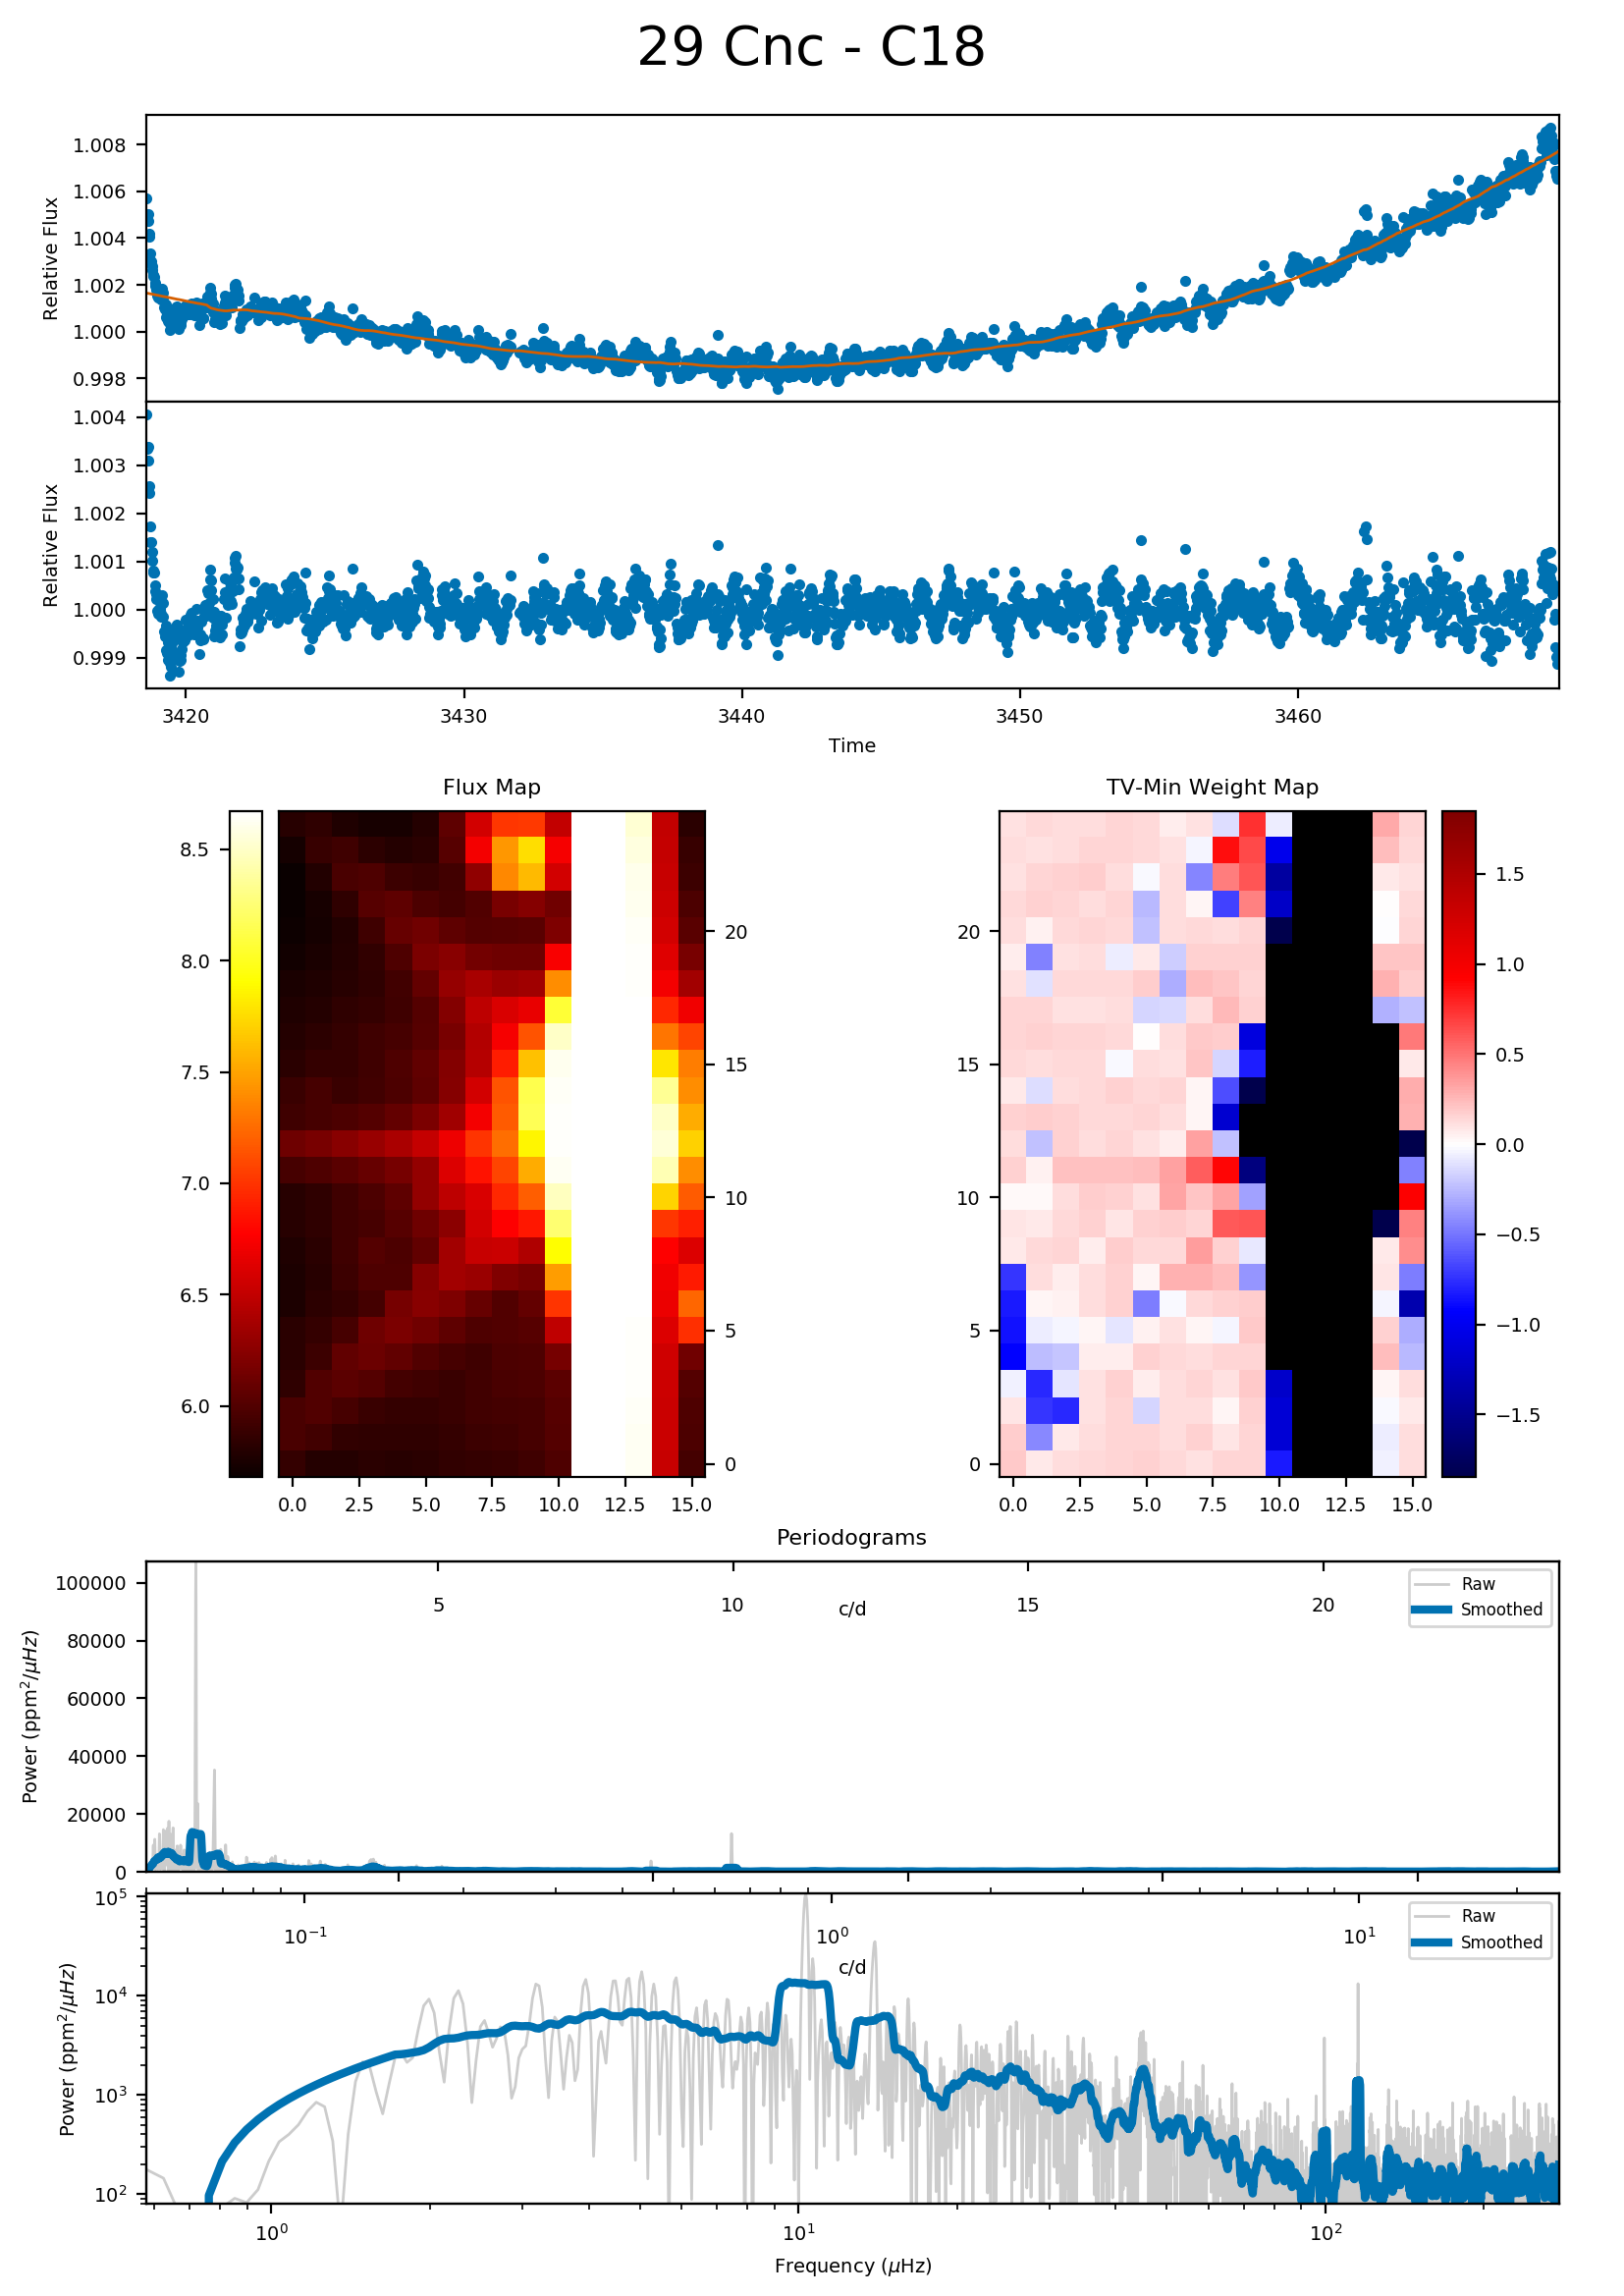 29 Cnc - C18
1.008
1.006
1.004
1.002
1.000
0.998
Relative Flux
1.004
1.003
1.002
1.001
1.000
0.999
Relative Flux
3420 3430 3440 3450 3460
Time
Flux Map
TV-Min Weight Map
8.5
8.0
7.5
7.0
6.5
6.0
20
15
10
5
0
0.0 2.5 5.0 7.5 10.0 12.5 15.0
20
15
10
5
0
0.0 2.5 5.0 7.5 10.0 12.5 15.0
1.5
1.0
0.5
0.0
−0.5
−1.0
−1.5
Periodograms
100000
80000
60000
40000
20000
0
Power (ppm²/μHz)
5 10 15 20
c/d
Raw
Smoothed
10⁵
10⁴
10³
10²
Power (ppm²/μHz)
10⁻¹ 10⁰ 10¹
c/d
Raw
Smoothed
10⁰ 10¹ 10²
Frequency (μHz)